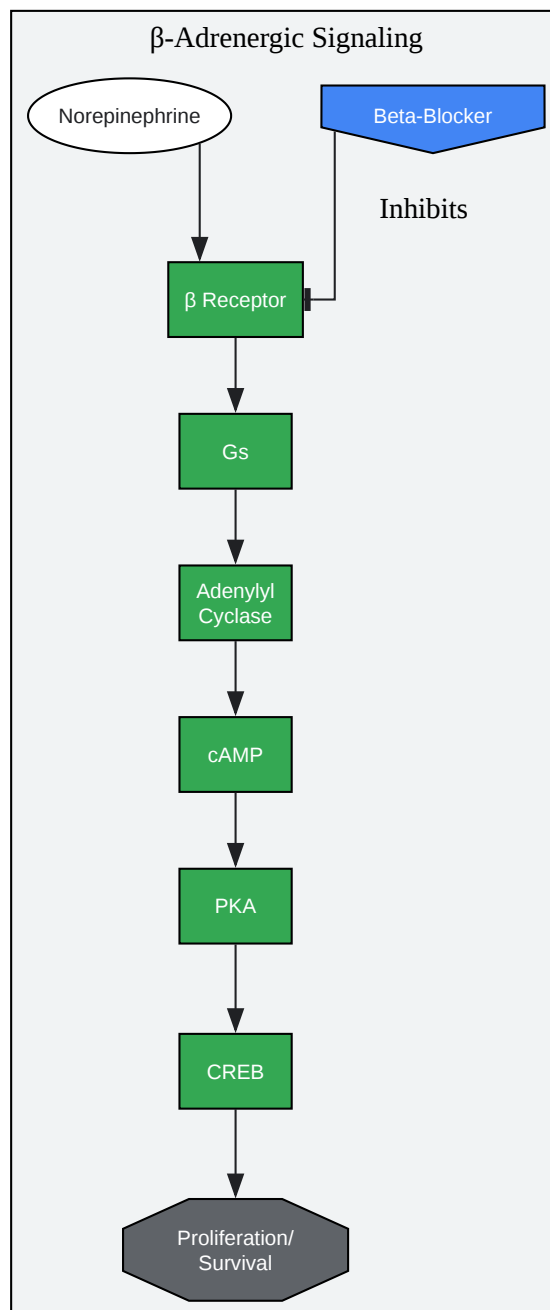 β-Adrenergic Signaling
Norepinephrine
Beta-Blocker
Inhibits
β Receptor
Gs
Adenylyl
Cyclase
cAMP
PKA
CREB
Proliferation/
Survival